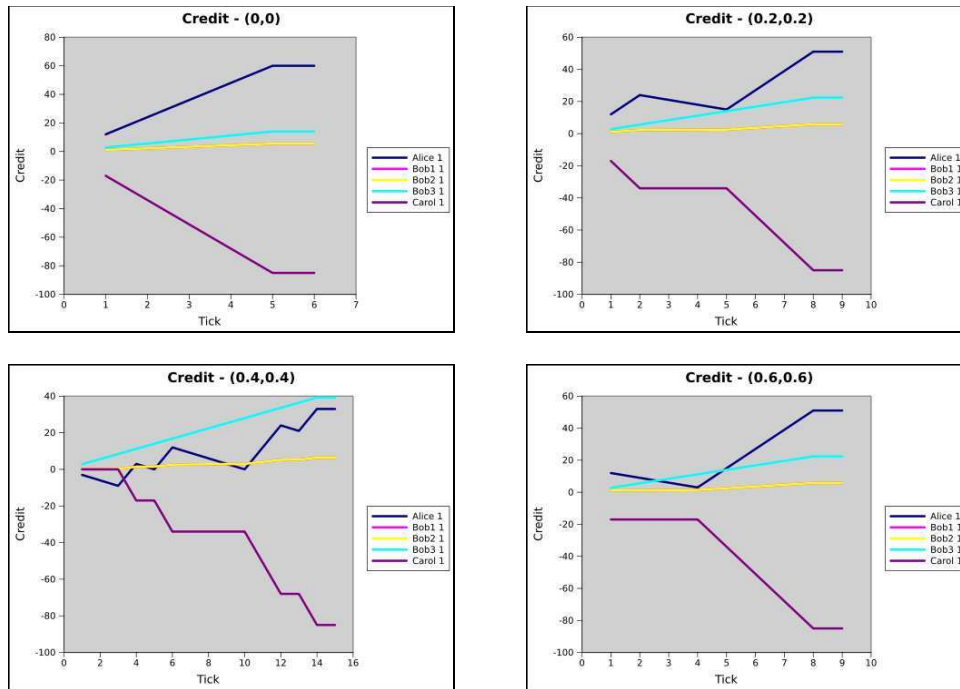 Credit - (0,0)
80
60
40
20
0
-20
-40
-60
-80
-100
0 1 2 3 4 5 6 7
Credit
Tick
Alice 1
Bob1 1
Bob2 1
Bob3 1
Carol 1
Credit - (0.2,0.2)
60
40
20
0
-20
-40
-60
-80
-100
0 1 2 3 4 5 6 7 8 9 10
Credit
Tick
Alice 1
Bob1 1
Bob2 1
Bob3 1
Carol 1
Credit - (0.4,0.4)
40
20
0
-20
-40
-60
-80
-100
0 2 4 6 8 10 12 14 16
Credit
Tick
Alice 1
Bob1 1
Bob2 1
Bob3 1
Carol 1
Credit - (0.6,0.6)
60
40
20
0
-20
-40
-60
-80
-100
0 1 2 3 4 5 6 7 8 9 10
Credit
Tick
Alice 1
Bob1 1
Bob2 1
Bob3 1
Carol 1